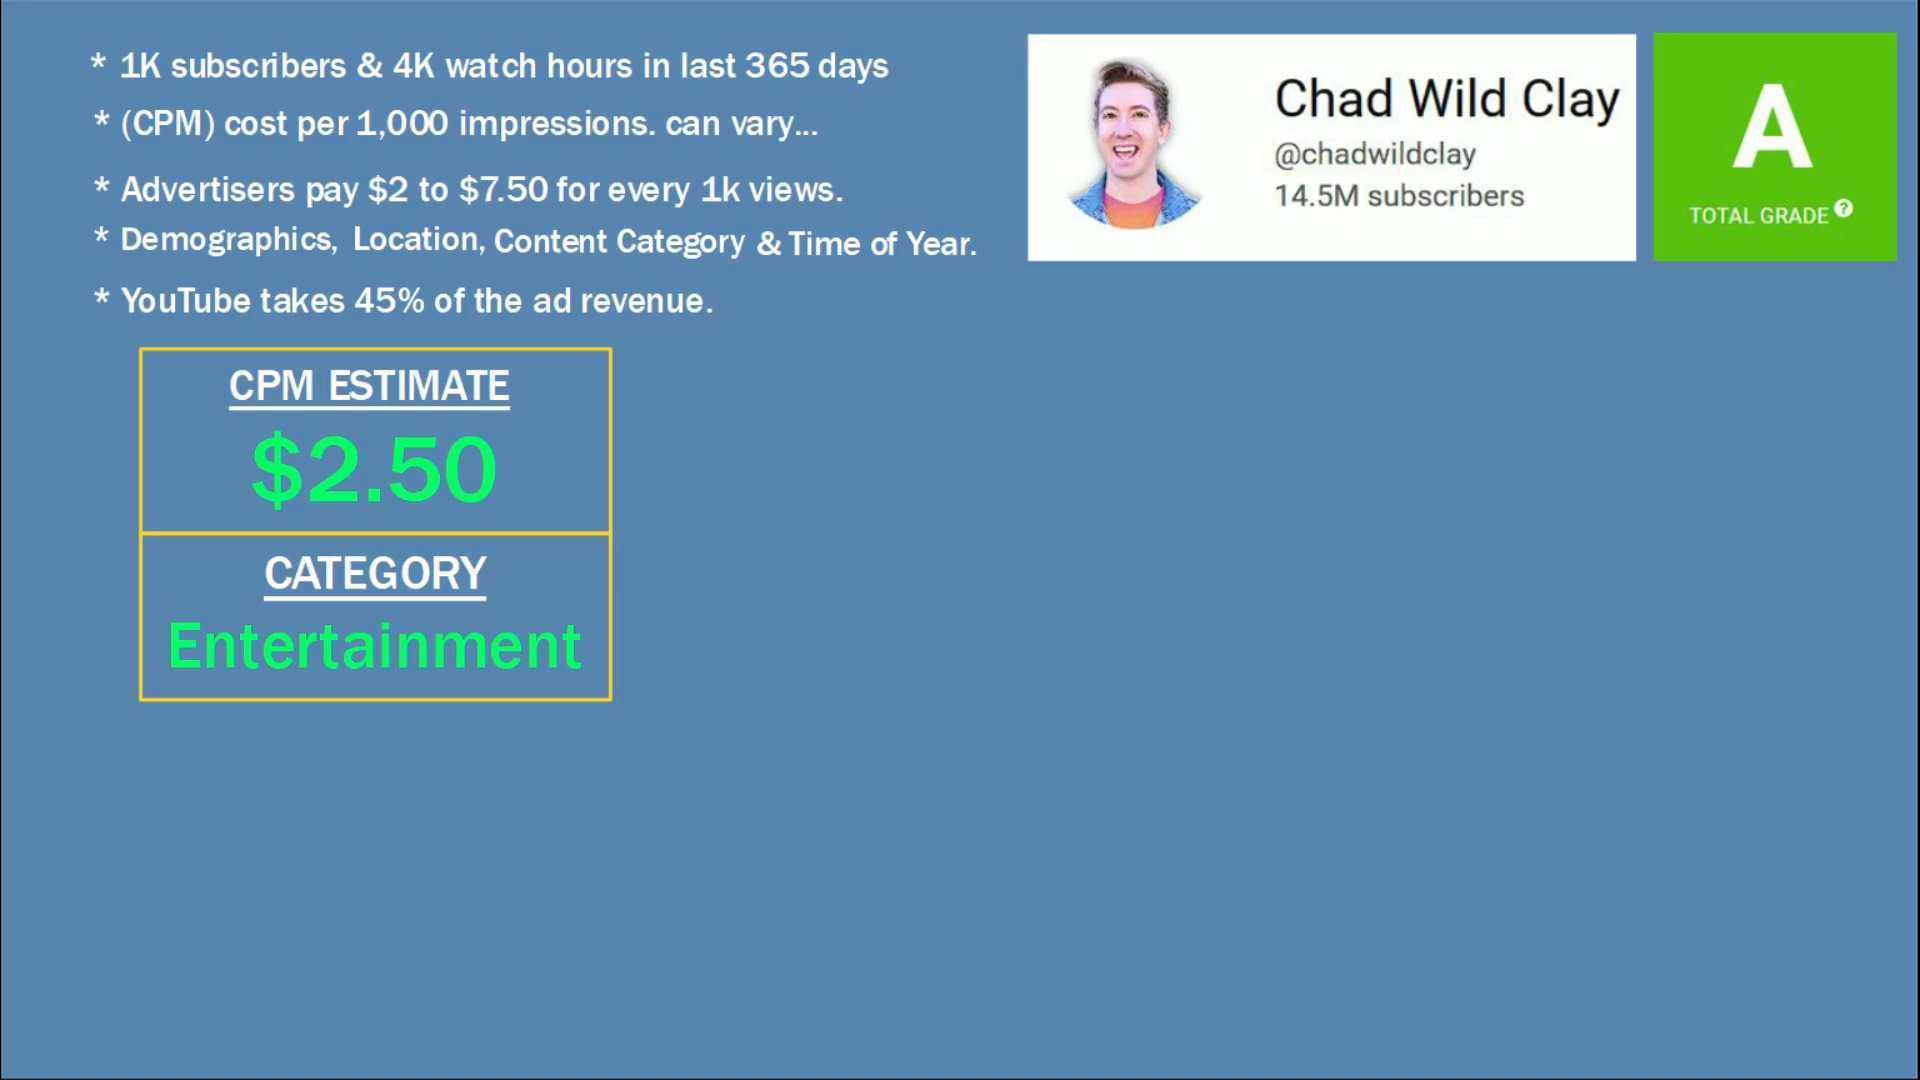 * 1K subscribers & 4K watch hours in last 365 days
* (CPM) cost per 1,000 impressions. can vary...
* Advertisers pay $2 to $7.50 for every 1k views.
* Demographics, Location, Content Category & Time of Year.
* YouTube takes 45% of the ad revenue.
CPM ESTIMATE
$2.50
CATEGORY
Entertainment
Chad Wild Clay
@chadwildclay
14.5M subscribers
A
TOTAL GRADE ?